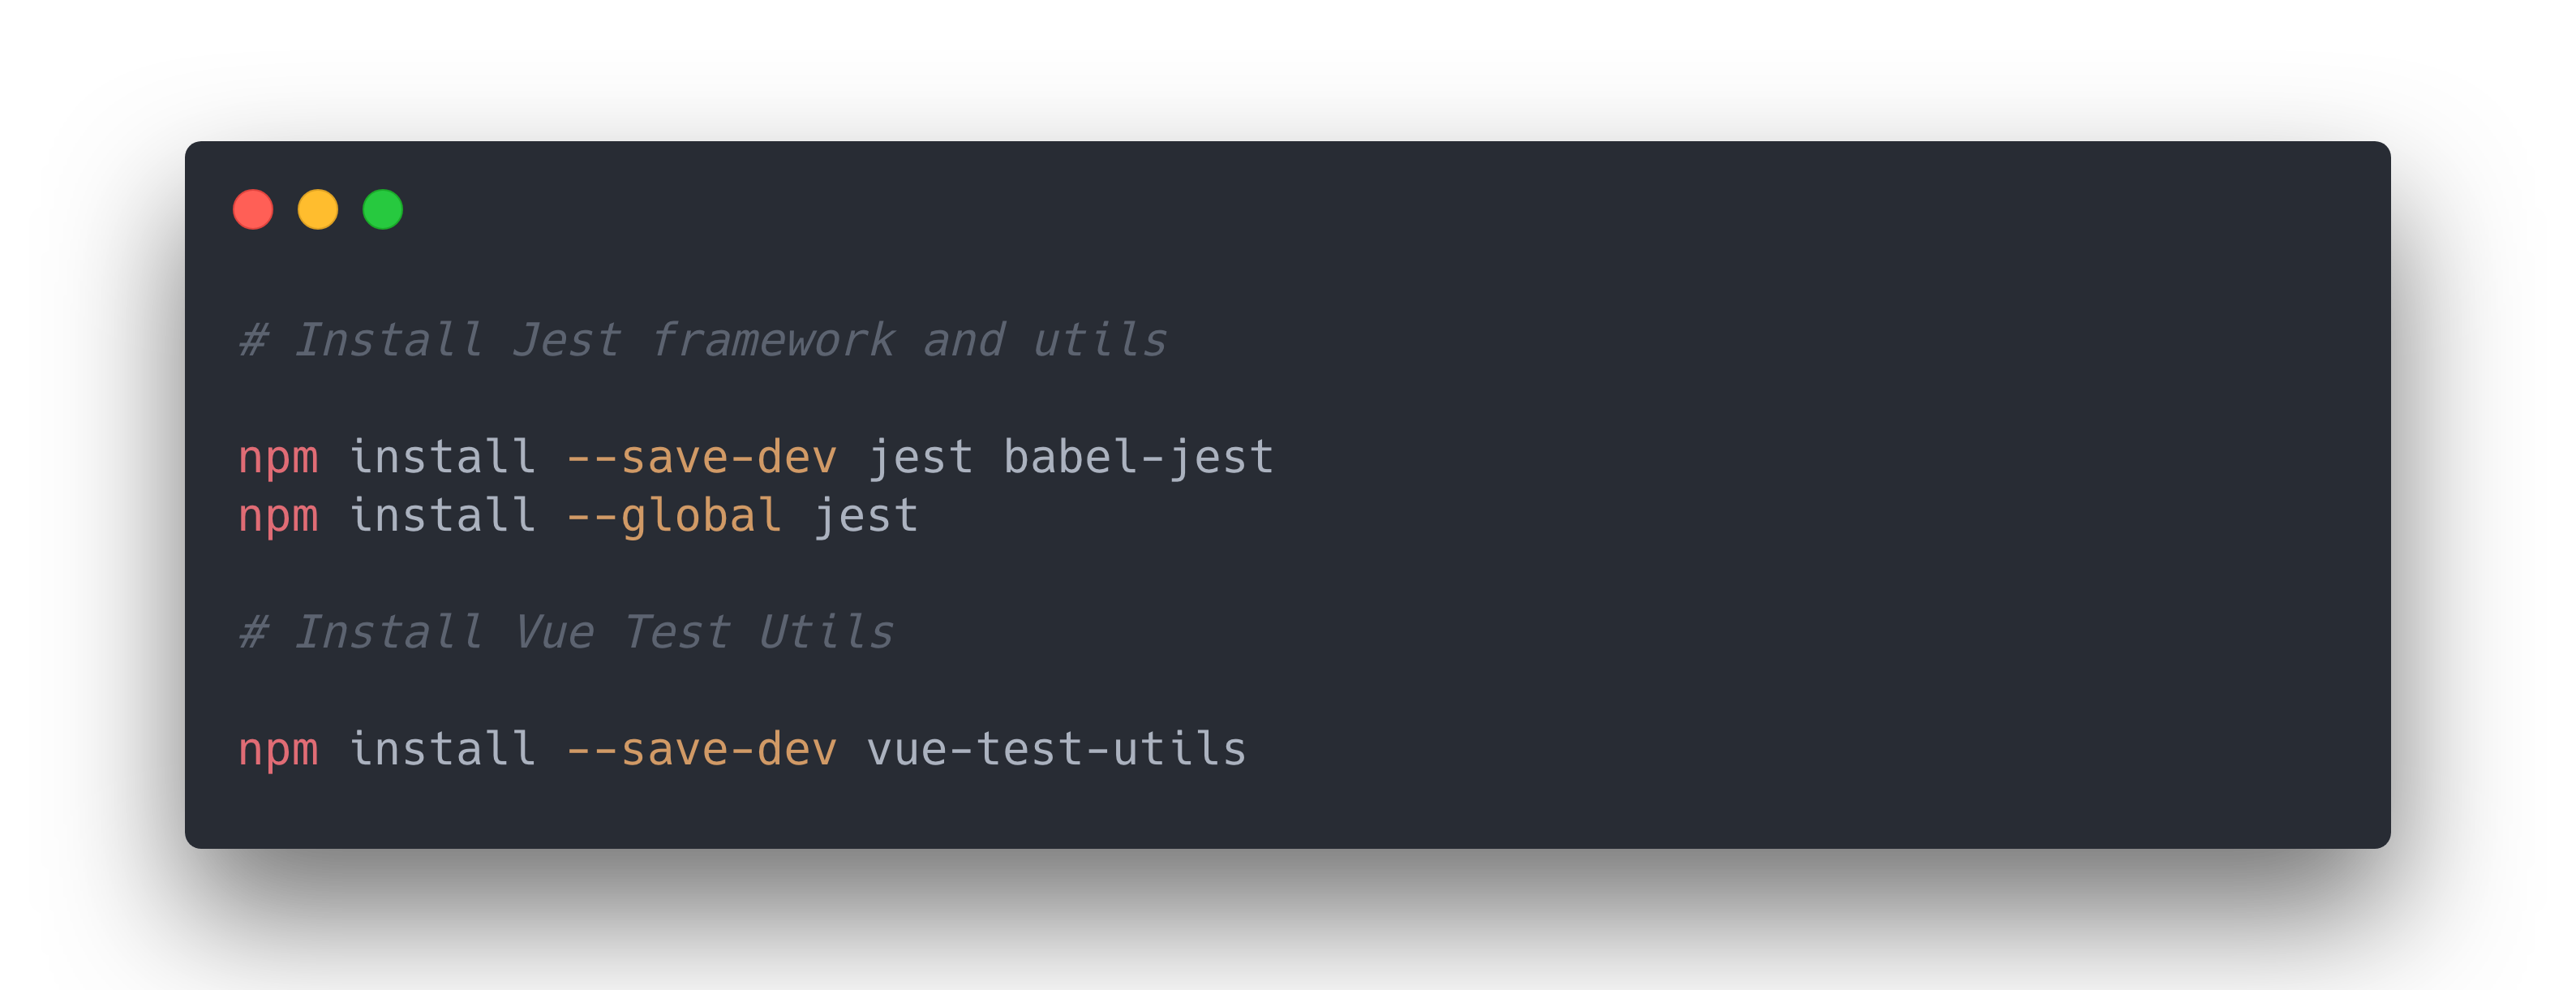 # Install Jest framework and utils
npm install --save-dev jest babel-jest
npm install --global jest
# Install Vue Test Utils
npm install --save-dev vue-test-utils